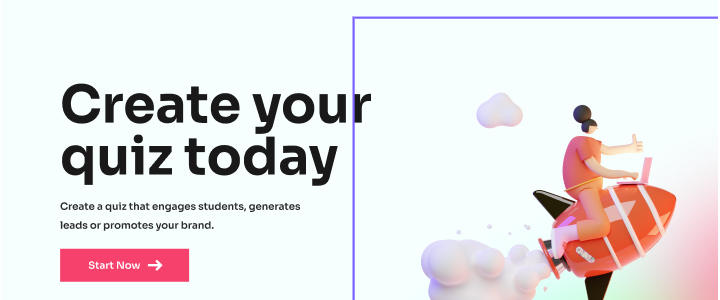 Create your
quiz today
Create a quiz that engages students, generates
leads or promotes your brand.
Start Now